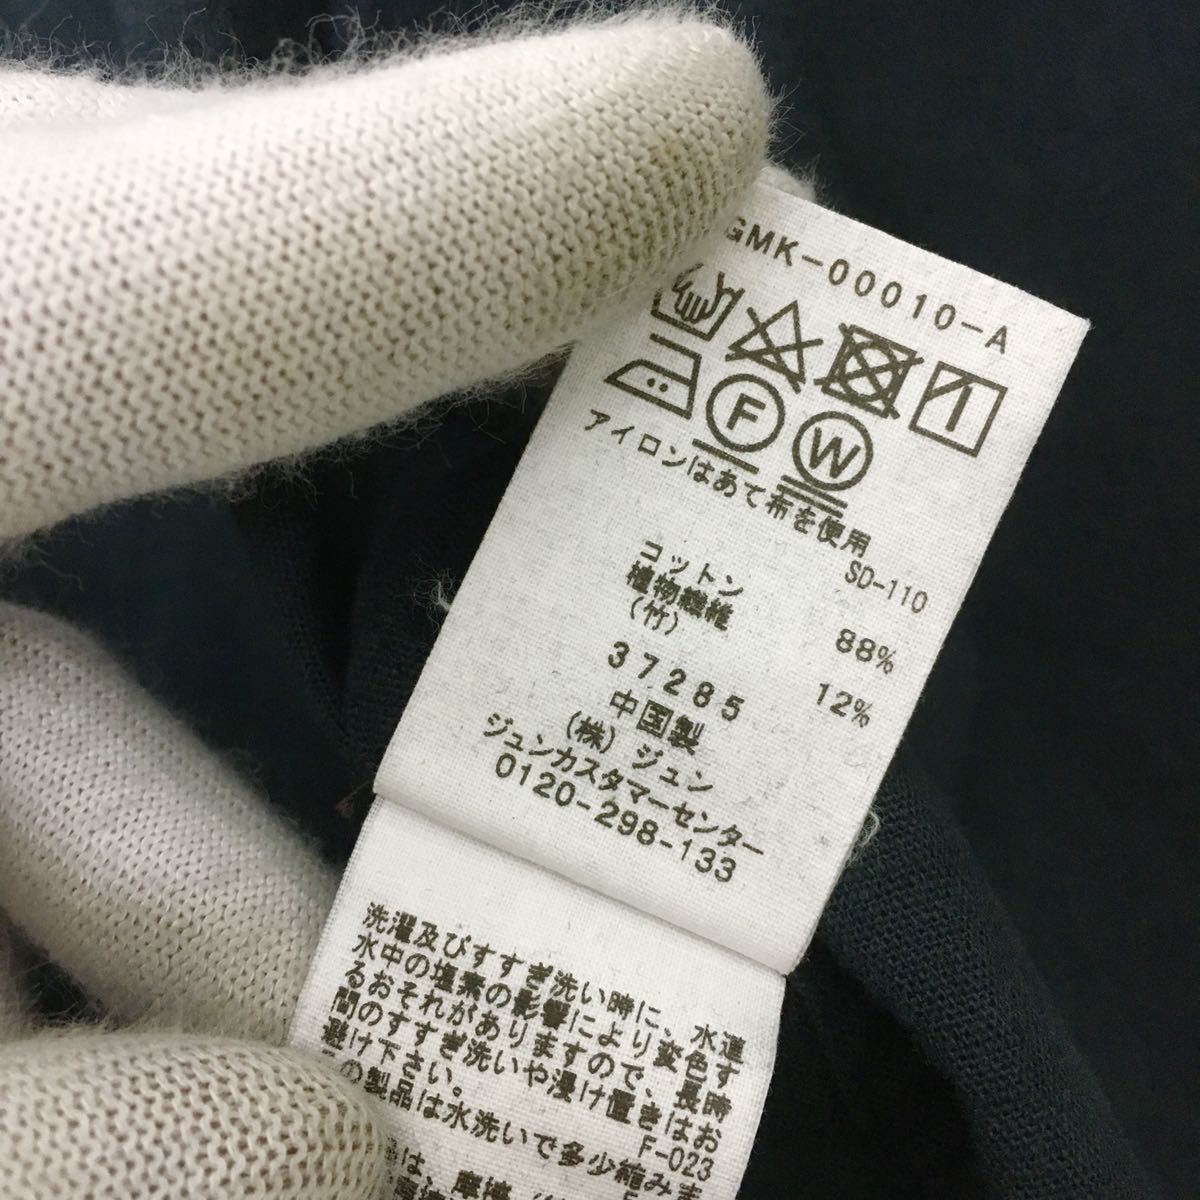 GMK-00010-A
F
W
アイロンはあて布を使用
SD-110
コットン 88%
植物繊維 12%
(竹)
37285
中国製
(株) ジュン
ジュンカスタマーセンター
0120-298-133
洗濯及びすすぎ洗い時に、水道
水中の塩素の影響により変色す
るおそれがありますので、長時
間のすすぎ洗いや浸け置きはお
避け下さい。
F-023
の製品は水洗いで多少縮みま
は、摩擦